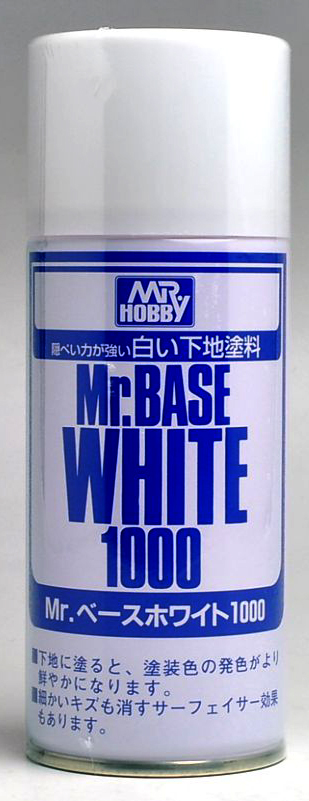 MR
HOBBY
隠ぺい力が強い白い下地塗料
Mr.BASE
WHITE
1000
Mr.ベースホワイト1000
■下地に塗ると、塗装色の発色がより
鮮やかになります。
■細かいキズも消すサーフェイサー効果
もあります。